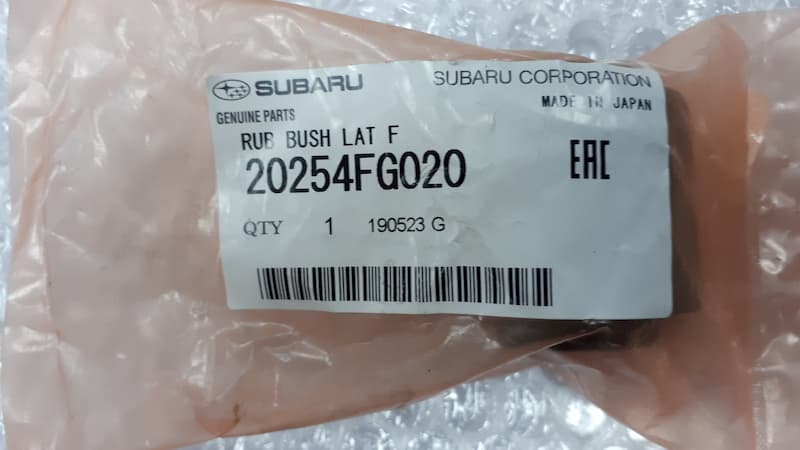 SUBARU SUBARU CORPORATION
GENUINE PARTS MADE IN JAPAN
RUB BUSH LAT F
20254FG020 EAC
QTY 1 190523 G